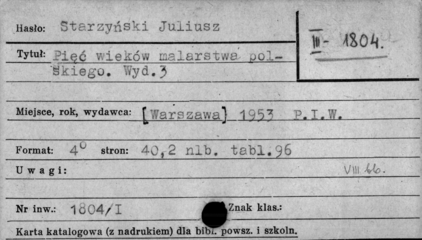 Hasło: Starzyński Juliusz
III - 1804.
Tytuł: Pięć wieków malarstwa pol-
skiego. Wyd.3
Miejsce, rok, wydawca: [Warszawa] 1953 P.I.W.
Format: 4° stron: 40,2 nlb. tabl.96
Uwagi: VIII 66.
Nr inw.: 1804/I Znak klas.:
Karta katalogowa (z nadrukiem) dla bibl. powsz. i szkoln.